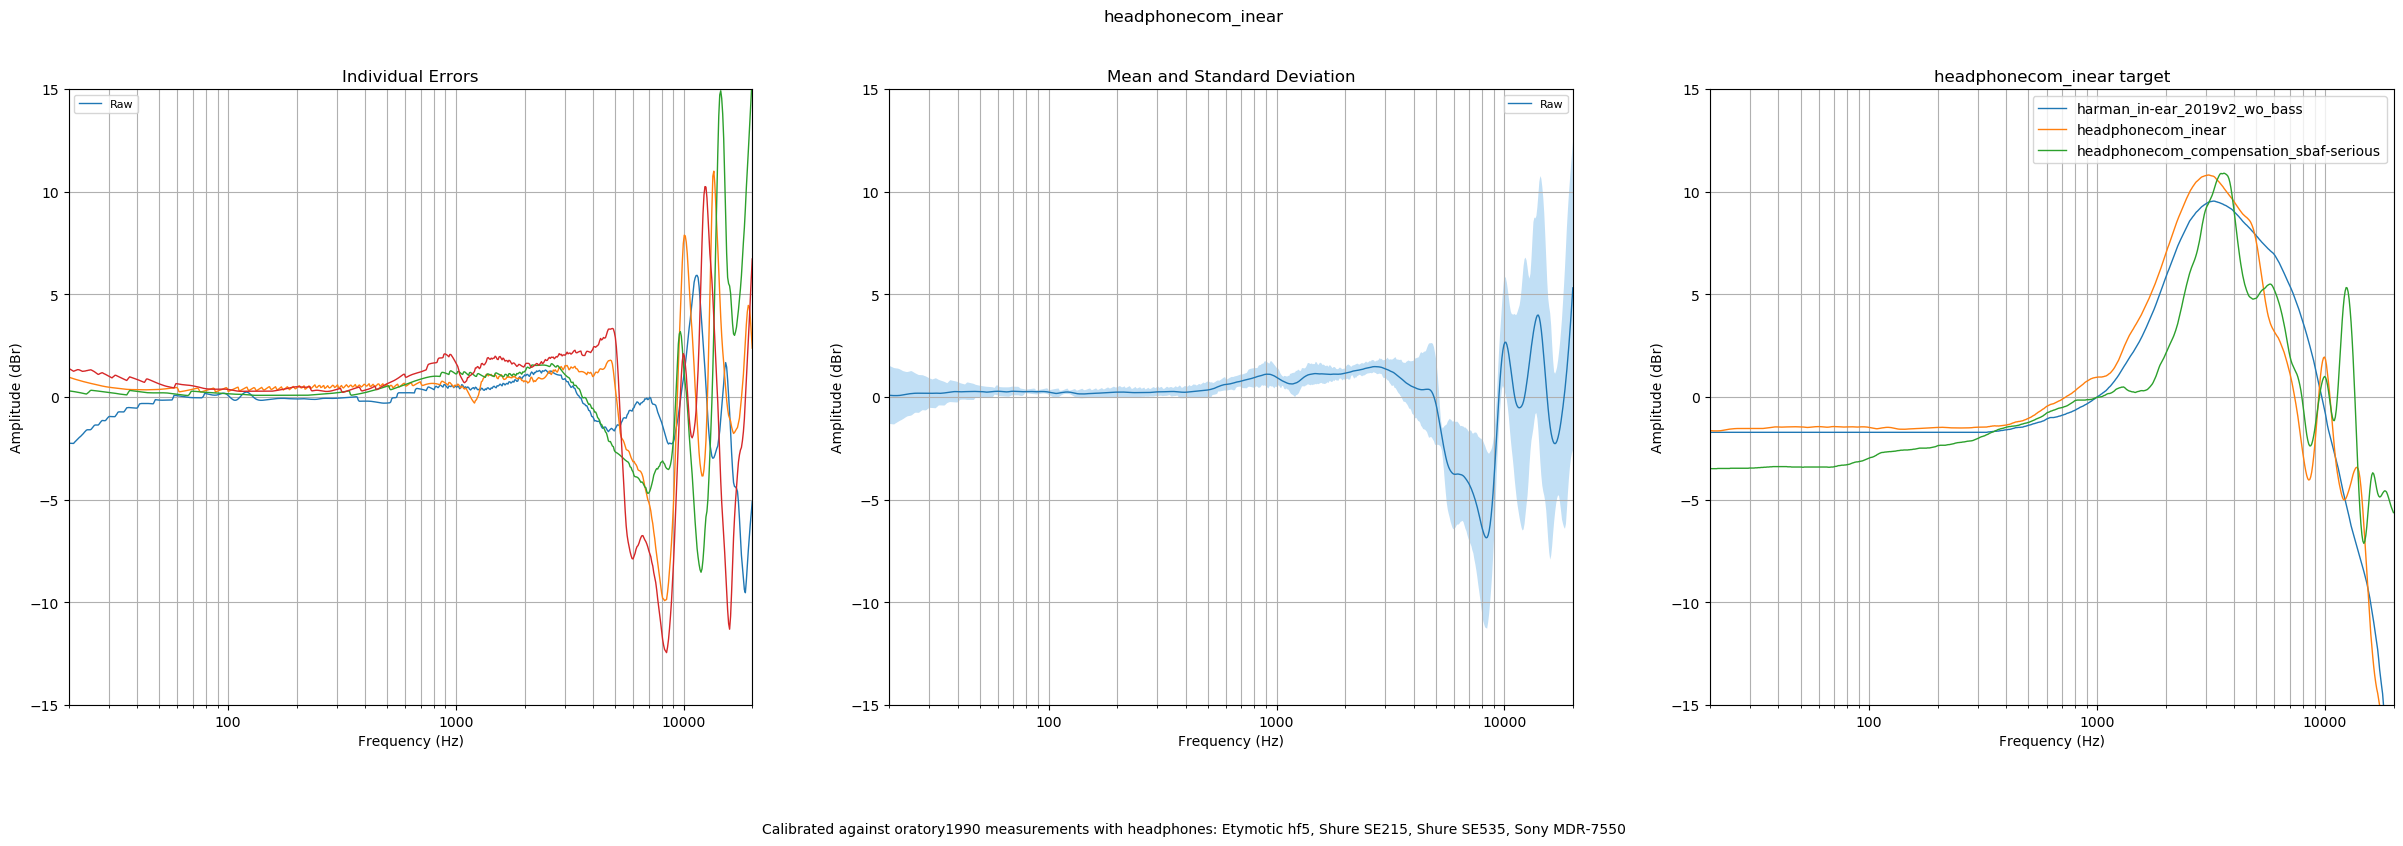 headphonecom_inear
Individual Errors
Raw
15
10
5
0
−5
−10
−15
Amplitude (dBr)
100
1000
10000
Frequency (Hz)
Mean and Standard Deviation
Raw
15
10
5
0
−5
−10
−15
Amplitude (dBr)
100
1000
10000
Frequency (Hz)
headphonecom_inear target
harman_in-ear_2019v2_wo_bass
headphonecom_inear
headphonecom_compensation_sbaf-serious
15
10
5
0
−5
−10
−15
Amplitude (dBr)
100
1000
10000
Frequency (Hz)
Calibrated against oratory1990 measurements with headphones: Etymotic hf5, Shure SE215, Shure SE535, Sony MDR-7550